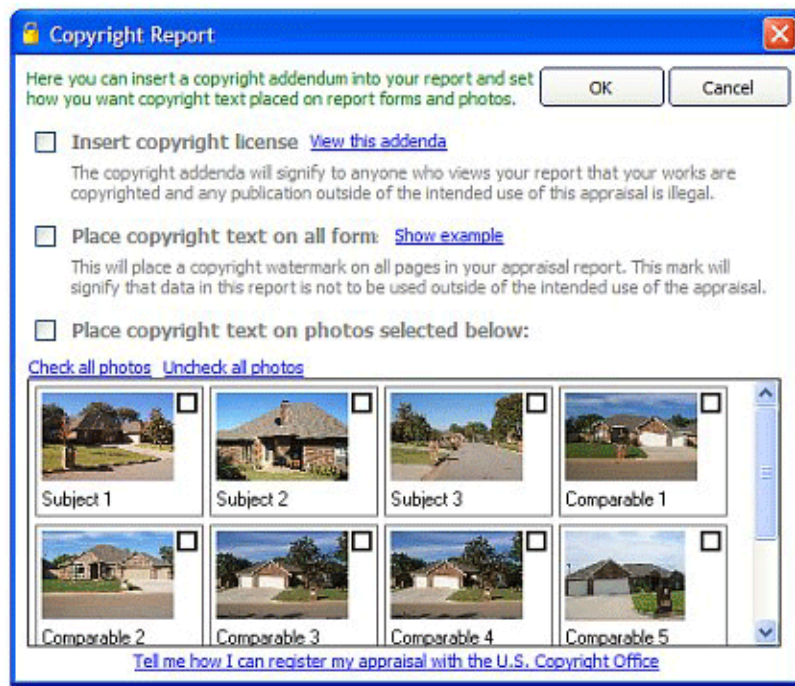 Copyright Report
Here you can insert a copyright addendum into your report and set
how you want copyright text placed on report forms and photos.
OK
Cancel
Insert copyright license View this addenda
The copyright addenda will signify to anyone who views your report that your works are
copyrighted and any publication outside of the intended use of this appraisal is illegal.
Place copyright text on all form Show example
This will place a copyright watermark on all pages in your appraisal report. This mark will
signify that data in this report is not to be used outside of the intended use of the appraisal.
Place copyright text on photos selected below:
Check all photos Uncheck all photos
Subject 1
Subject 2
Subject 3
Comparable 1
Comparable 2
Comparable 3
Comparable 4
Comparable 5
Tell me how I can register my appraisal with the U.S. Copyright Office